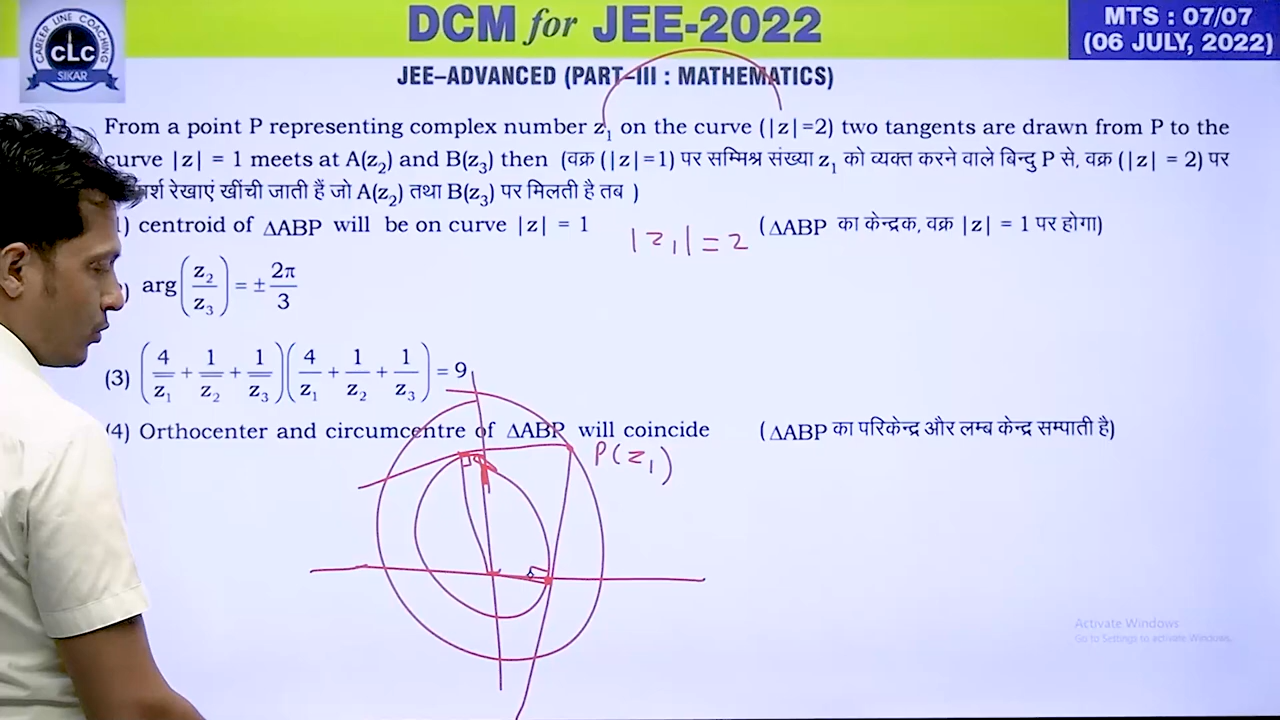 DCM for JEE-2022
MTS : 07/07
(06 JULY, 2022)
CAREER LINE COACHING
CLC
SIKAR
JEE–ADVANCED (PART–III : MATHEMATICS)
From a point P representing complex number z₁ on the curve (|z|=2) two tangents are drawn from P to the
curve |z| = 1 meets at A(z₂) and B(z₃) then (वक्र (|z|=1) पर सम्मिश्र संख्या z₁ को व्यक्त करने वाले बिन्दु P से, वक्र (|z| = 2) पर
र्श रेखाएं खींची जाती हैं जो A(z₂) तथा B(z₃) पर मिलती है तब )
1) centroid of ΔABP will be on curve |z| = 1 (ΔABP का केन्द्रक, वक्र |z| = 1 पर होगा)
|z₁| = 2
) arg(z₂/z₃) = ± 2π/3
(3) (4/z̅₁ + 1/z̅₂ + 1/z̅₃)(4/z₁ + 1/z₂ + 1/z₃) = 9
(4) Orthocenter and circumcentre of ΔABP will coincide (ΔABP का परिकेन्द्र और लम्ब केन्द्र सम्पाती है)
P(z₁)
Activate Windows
Go to Settings to activate Windows.